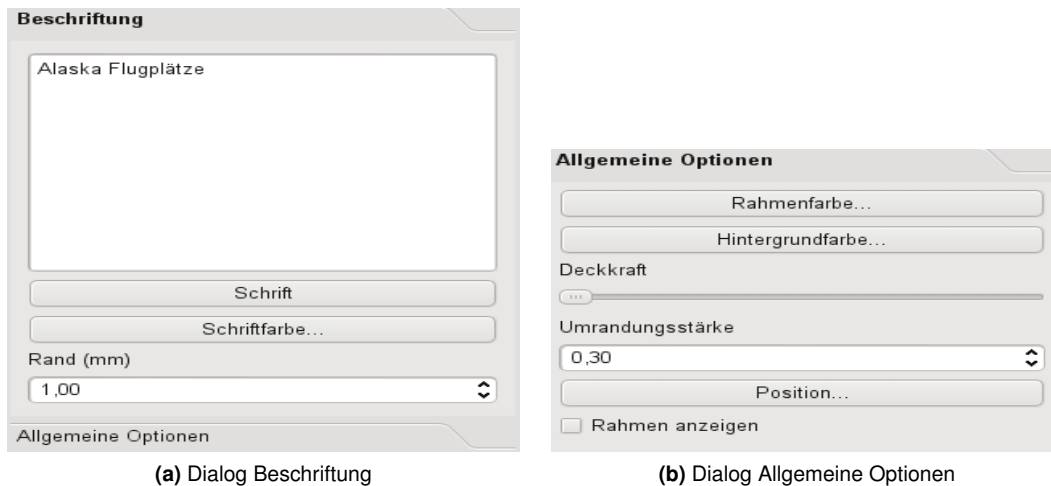 Beschriftung
Alaska Flugplätze
Schrift
Schriftfarbe...
Rand (mm)
1,00
Allgemeine Optionen
(a) Dialog Beschriftung
Allgemeine Optionen
Rahmenfarbe...
Hintergrundfarbe...
Deckkraft
Umrandungsstärke
0,30
Position...
Rahmen anzeigen
(b) Dialog Allgemeine Optionen